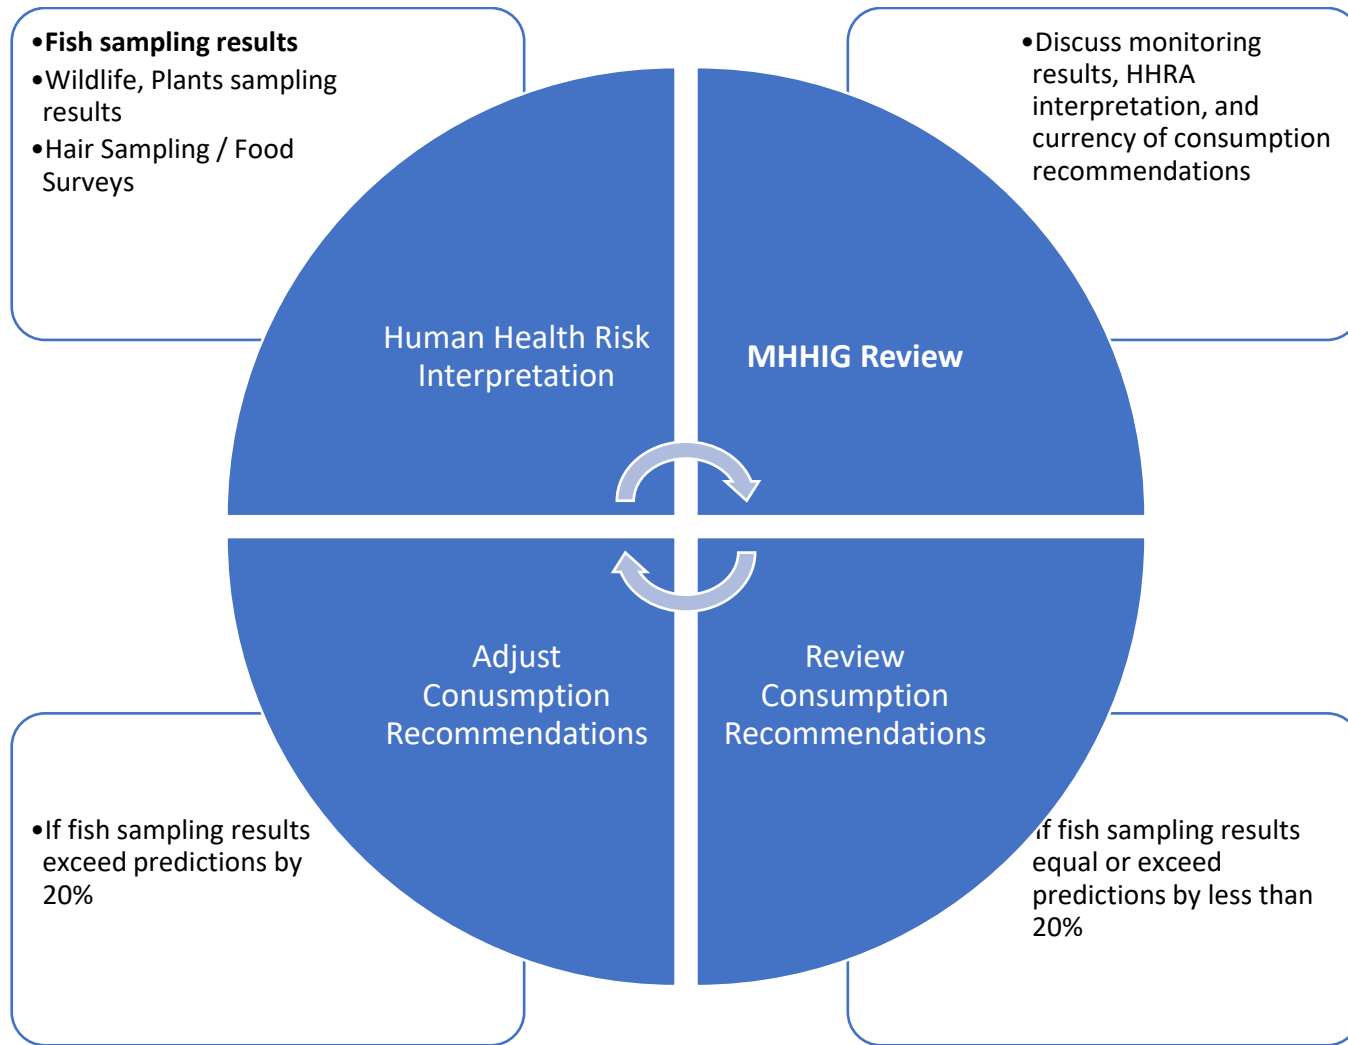 •Fish sampling results
•Wildlife, Plants sampling
results
•Hair Sampling / Food
Surveys
•Discuss monitoring
results, HHRA
interpretation, and
currency of consumption
recommendations
Human Health Risk
Interpretation
MHHIG Review
Adjust
Conusmption
Recommendations
Review
Consumption
Recommendations
•If fish sampling results
exceed predictions by
20%
If fish sampling results
equal or exceed
predictions by less than
20%